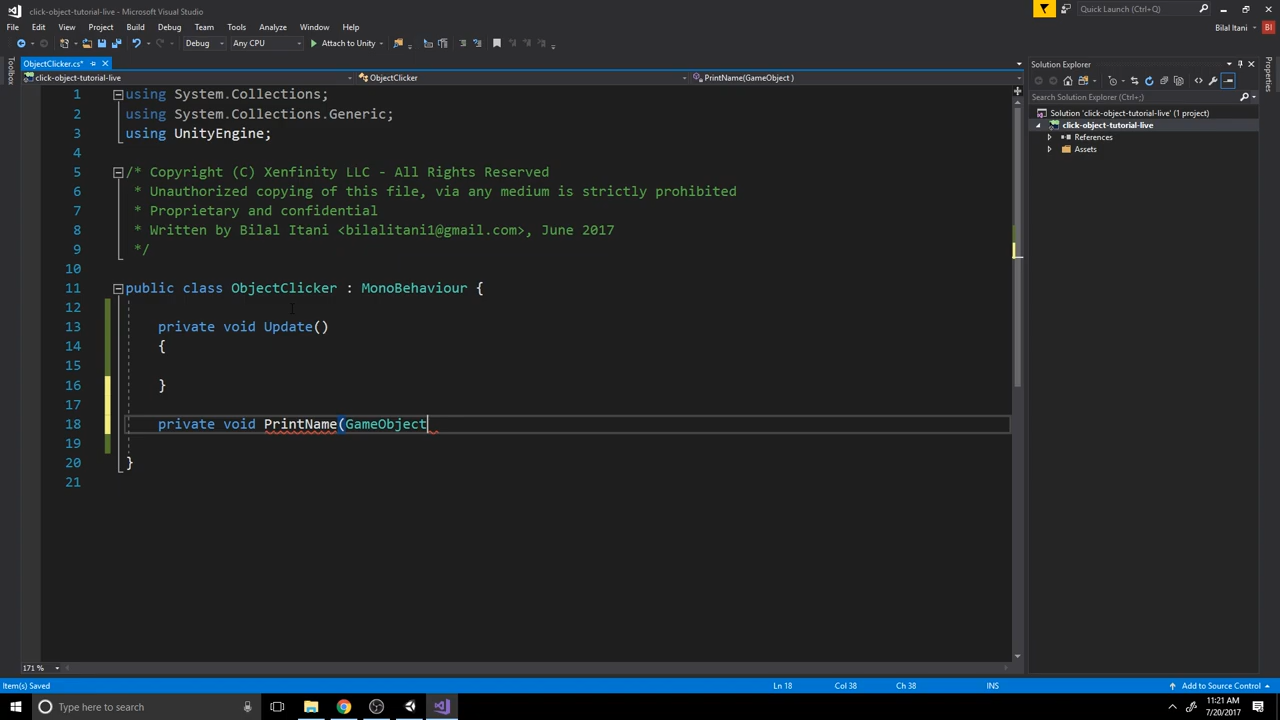 click-object-tutorial-live - Microsoft Visual Studio
Quick Launch (Ctrl+Q)
File Edit View Project Build Debug Team Tools Analyze Window Help
Bilal Itani BI
Debug Any CPU Attach to Unity
Toolbox
ObjectClicker.cs*
click-object-tutorial-live ObjectClicker PrintName(GameObject )
1 using System.Collections;
2 using System.Collections.Generic;
3 using UnityEngine;
4
5 /* Copyright (C) Xenfinity LLC - All Rights Reserved
6 * Unauthorized copying of this file, via any medium is strictly prohibited
7 * Proprietary and confidential
8 * Written by Bilal Itani <bilalitani1@gmail.com>, June 2017
9 */
10
11 public class ObjectClicker : MonoBehaviour {
12
13 private void Update()
14 {
15
16 }
17
18 private void PrintName(GameObject
19
20 }
21
171 %
Solution Explorer
Search Solution Explorer (Ctrl+;)
Solution 'click-object-tutorial-live' (1 project)
click-object-tutorial-live
References
Assets
Properties
Item(s) Saved Ln 18 Col 38 Ch 38 INS Add to Source Control
Type here to search
11:21 AM
7/20/2017